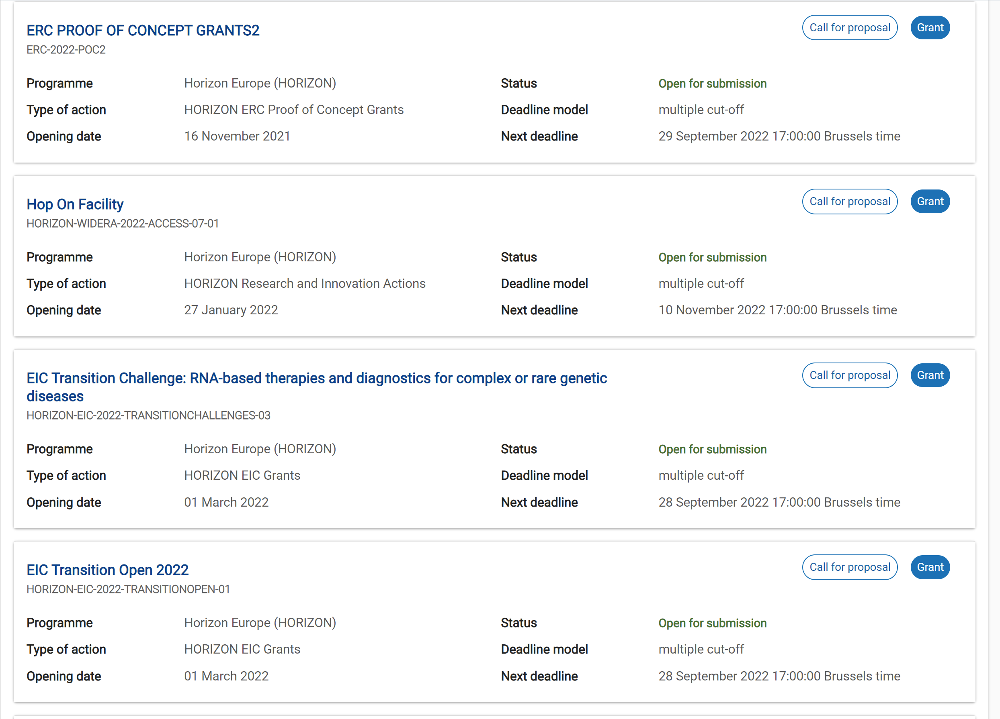 ERC PROOF OF CONCEPT GRANTS2
Call for proposal Grant
ERC-2022-POC2
Programme Horizon Europe (HORIZON) Status Open for submission
Type of action HORIZON ERC Proof of Concept Grants Deadline model multiple cut-off
Opening date 16 November 2021 Next deadline 29 September 2022 17:00:00 Brussels time
Hop On Facility
Call for proposal Grant
HORIZON-WIDERA-2022-ACCESS-07-01
Programme Horizon Europe (HORIZON) Status Open for submission
Type of action HORIZON Research and Innovation Actions Deadline model multiple cut-off
Opening date 27 January 2022 Next deadline 10 November 2022 17:00:00 Brussels time
EIC Transition Challenge: RNA-based therapies and diagnostics for complex or rare genetic
diseases
Call for proposal Grant
HORIZON-EIC-2022-TRANSITIONCHALLENGES-03
Programme Horizon Europe (HORIZON) Status Open for submission
Type of action HORIZON EIC Grants Deadline model multiple cut-off
Opening date 01 March 2022 Next deadline 28 September 2022 17:00:00 Brussels time
EIC Transition Open 2022
Call for proposal Grant
HORIZON-EIC-2022-TRANSITIONOPEN-01
Programme Horizon Europe (HORIZON) Status Open for submission
Type of action HORIZON EIC Grants Deadline model multiple cut-off
Opening date 01 March 2022 Next deadline 28 September 2022 17:00:00 Brussels time